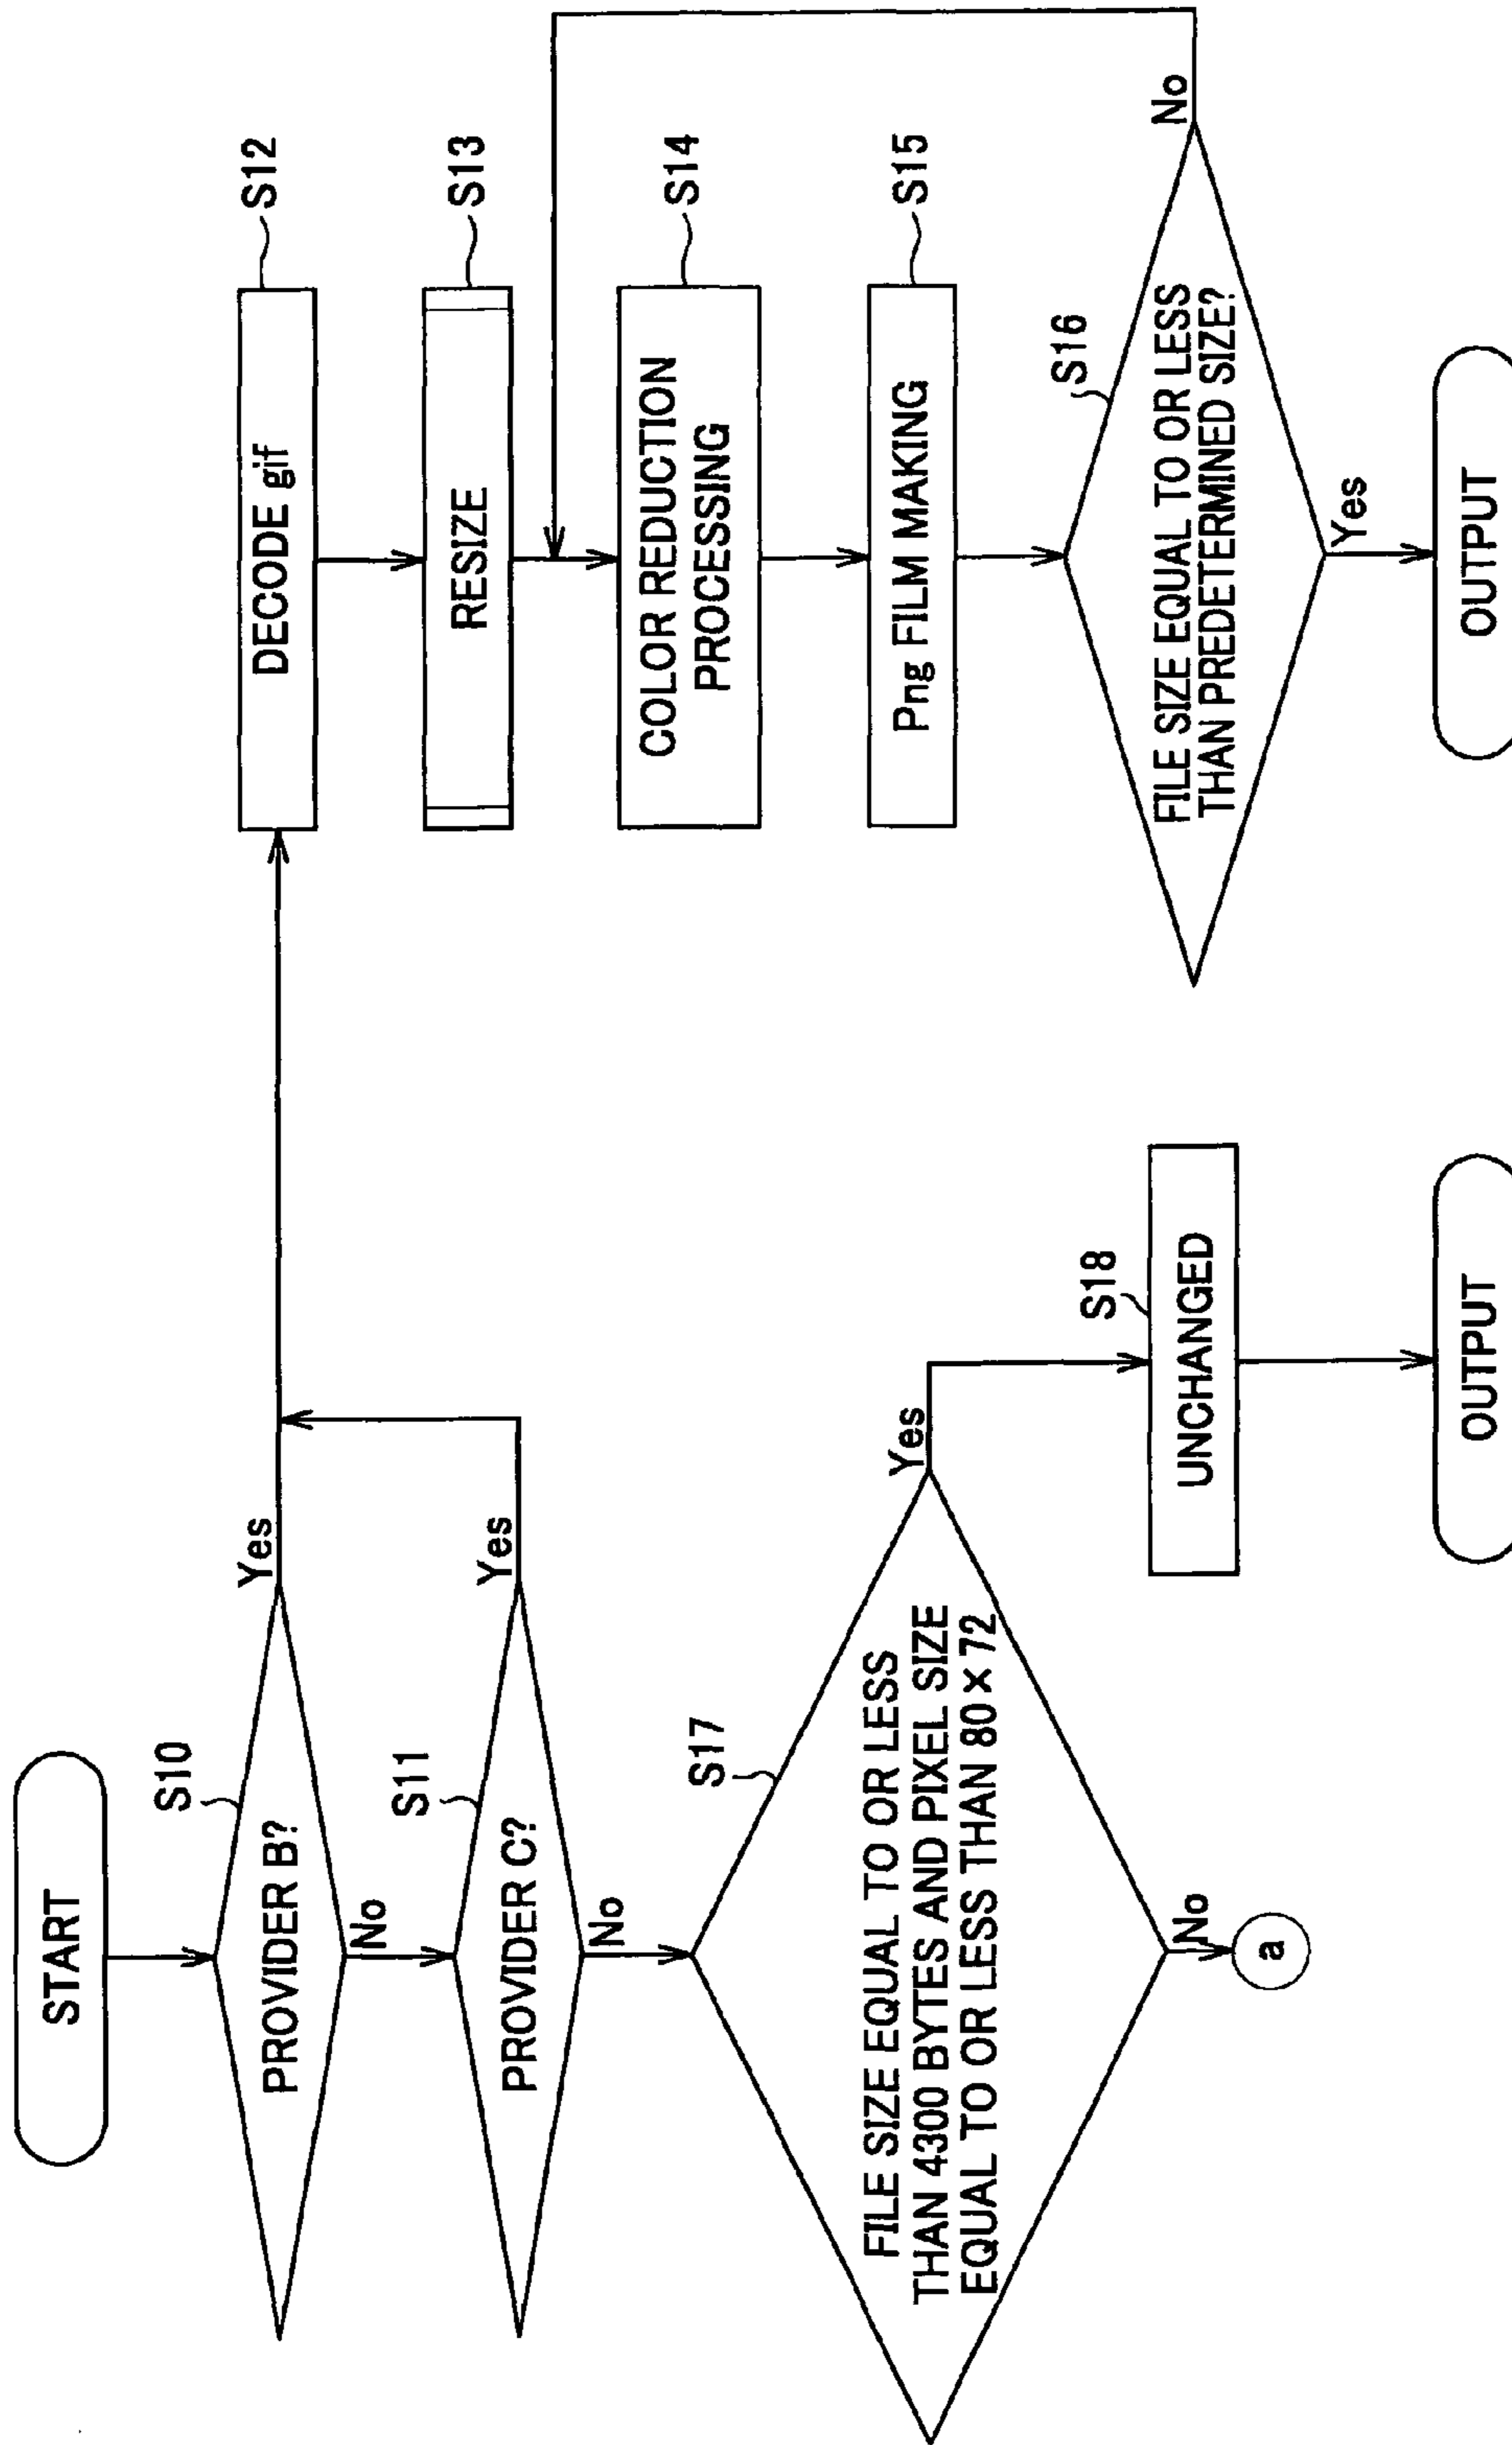 START
S10
PROVIDER B?
Yes
No
S11
PROVIDER C?
Yes
No
S17
FILE SIZE EQUAL TO OR LESS
THAN 4300 BYTES AND PIXEL SIZE
EQUAL TO OR LESS THAN 80×72
Yes
No
a
S18
UNCHANGED
OUTPUT
S12
DECODE gif
S13
RESIZE
S14
COLOR REDUCTION
PROCESSING
S15
Png FILM MAKING
S16
FILE SIZE EQUAL TO OR LESS
THAN PREDETERMINED SIZE?
No
Yes
OUTPUT